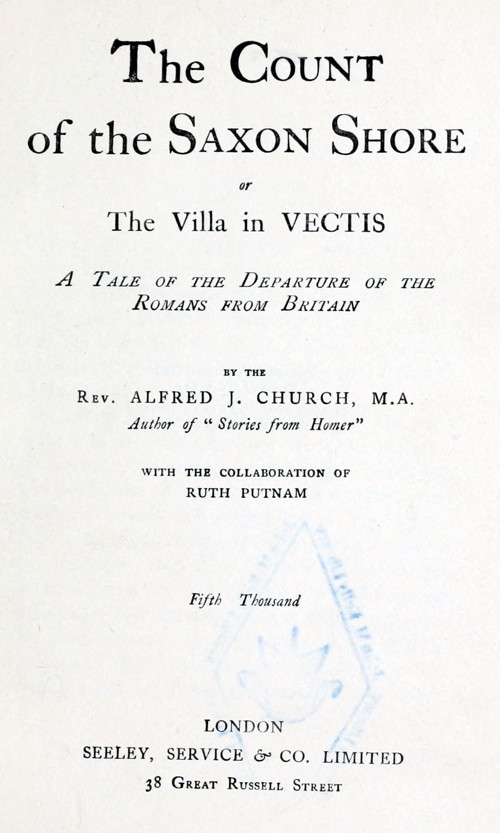 The Count
of the Saxon Shore
or
The Villa in VECTIS
A Tale of the Departure of the
Romans from Britain
BY THE
Rev. ALFRED J. CHURCH, M.A.
Author of “Stories from Homer”
WITH THE COLLABORATION OF
RUTH PUTNAM
Fifth Thousand
LONDON
SEELEY, SERVICE & CO. LIMITED
38 Great Russell Street